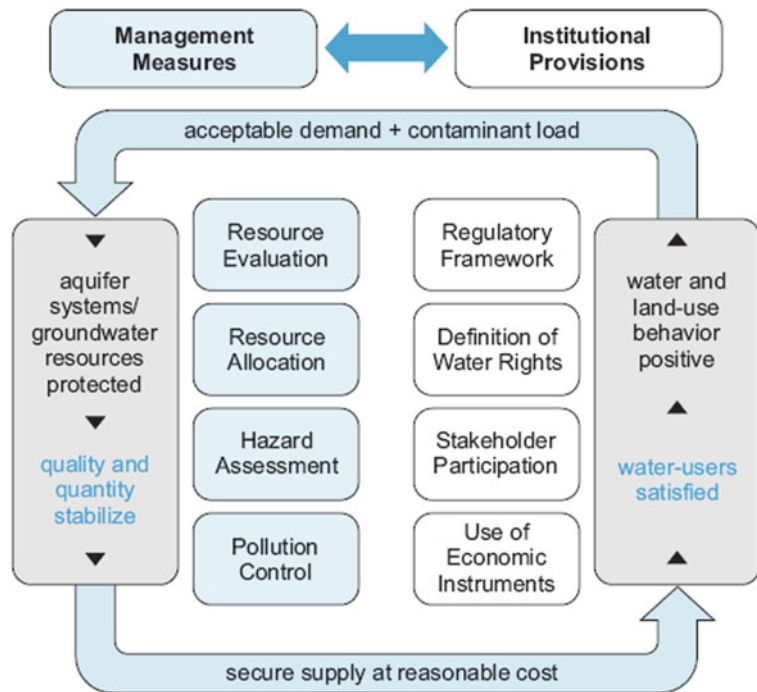 Management
Measures
Institutional
Provisions
acceptable demand + contaminant load
aquifer
systems/
groundwater
resources
protected
quality and
quantity
stabilize
Resource
Evaluation
Resource
Allocation
Hazard
Assessment
Pollution
Control
Regulatory
Framework
Definition of
Water Rights
Stakeholder
Participation
Use of
Economic
Instruments
water and
land-use
behavior
positive
water-users
satisfied
secure supply at reasonable cost